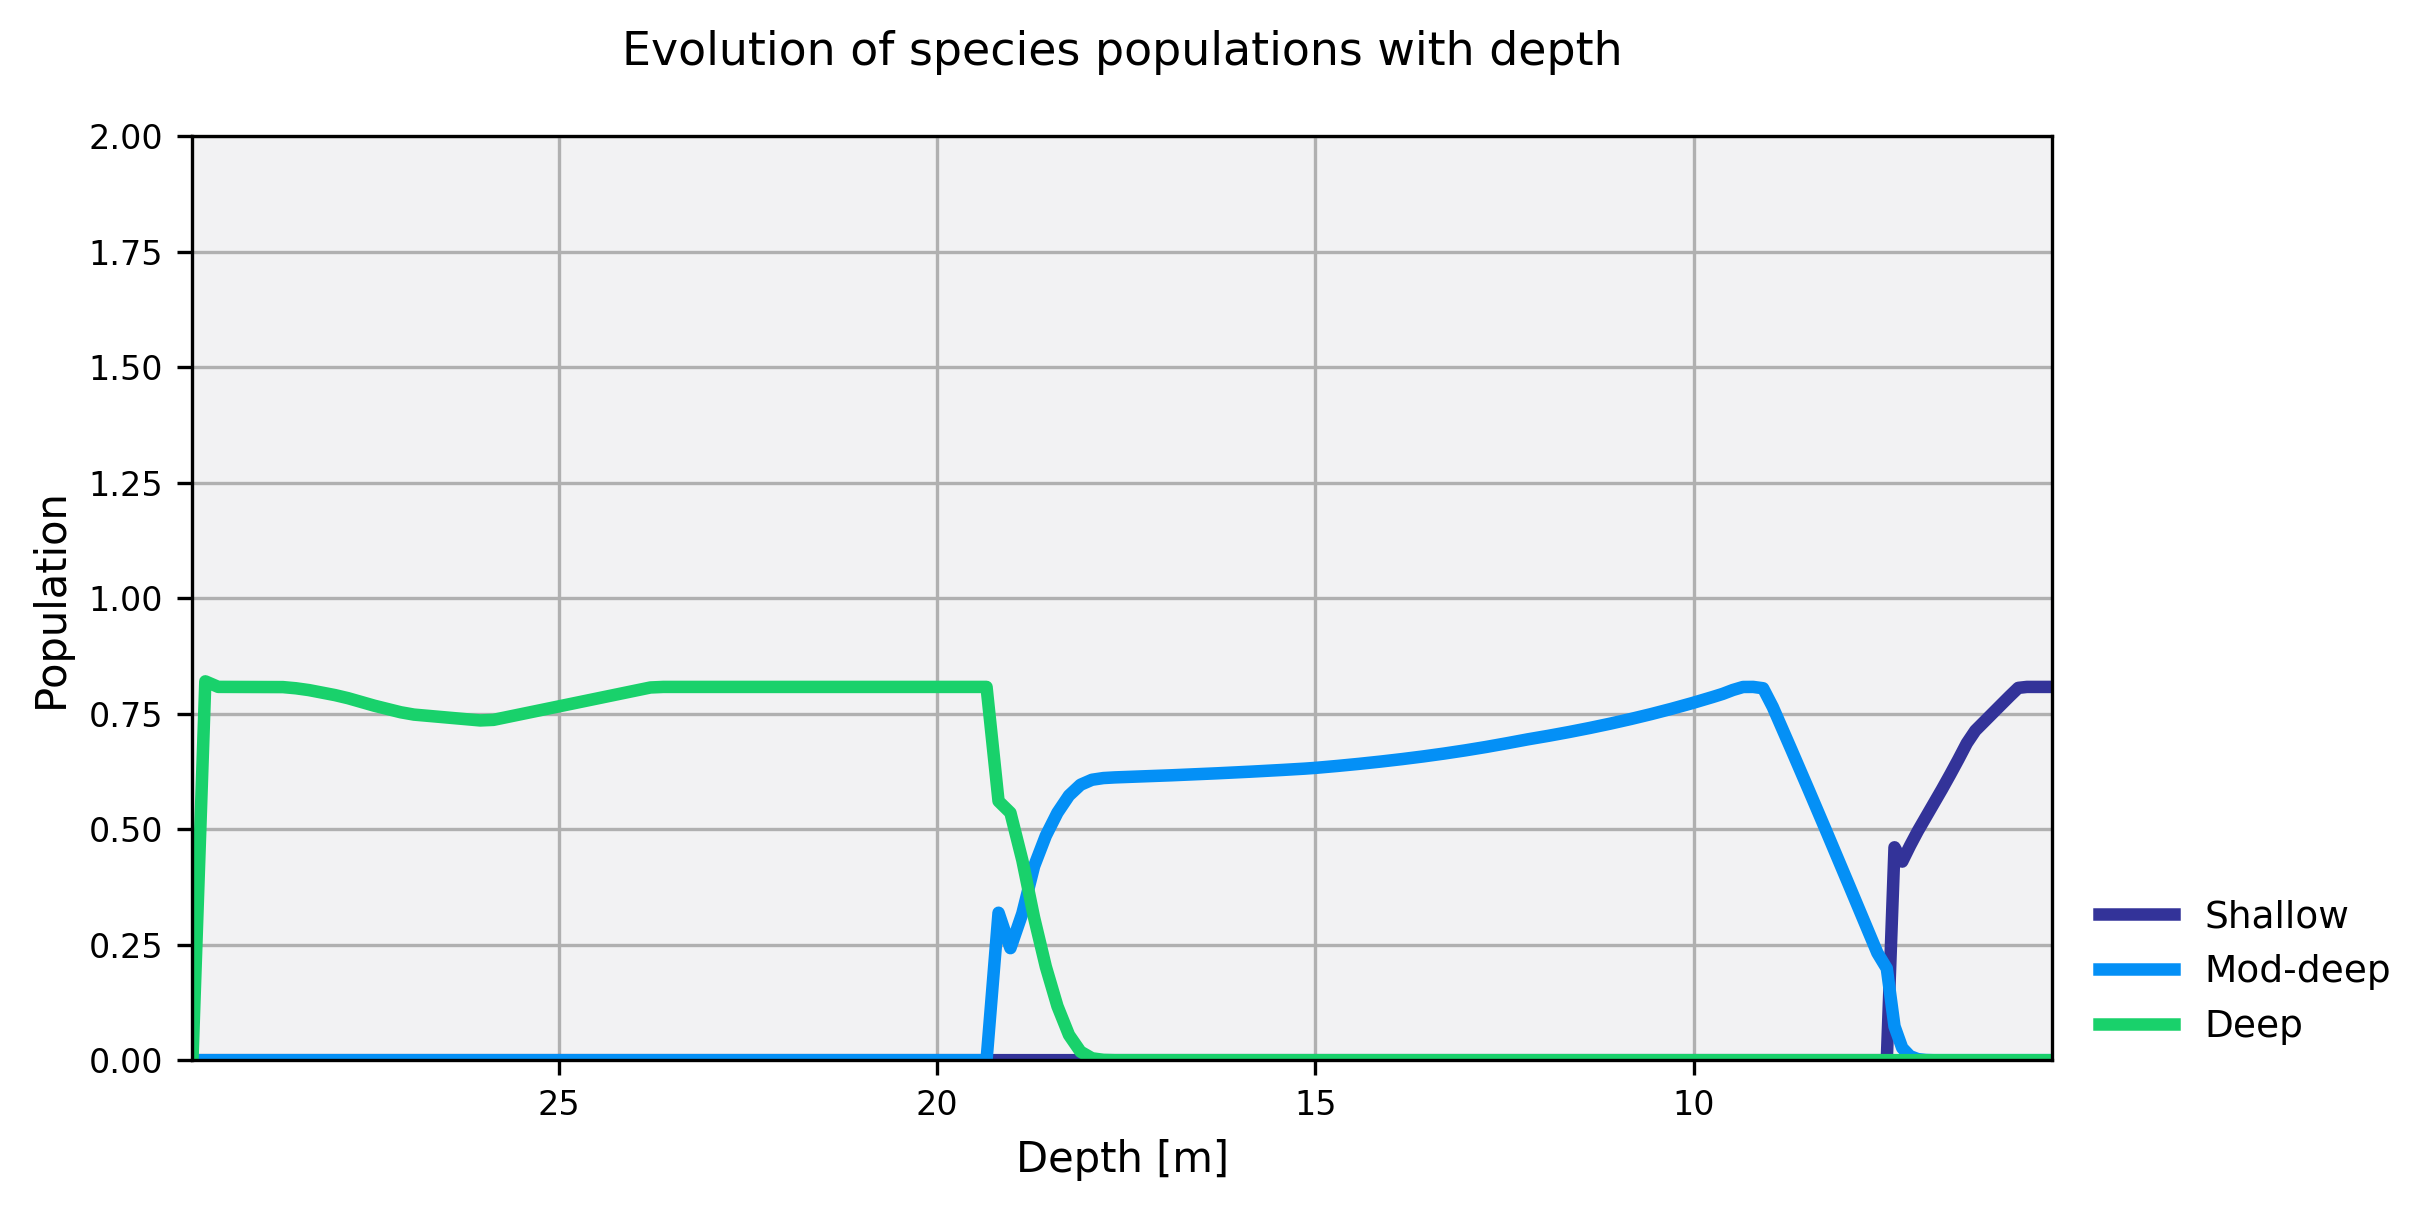 Evolution of species populations with depth
2.00
1.75
1.50
1.25
1.00
0.75
0.50
0.25
0.00
Population
25 20 15 10
Depth [m]
Shallow
Mod-deep
Deep